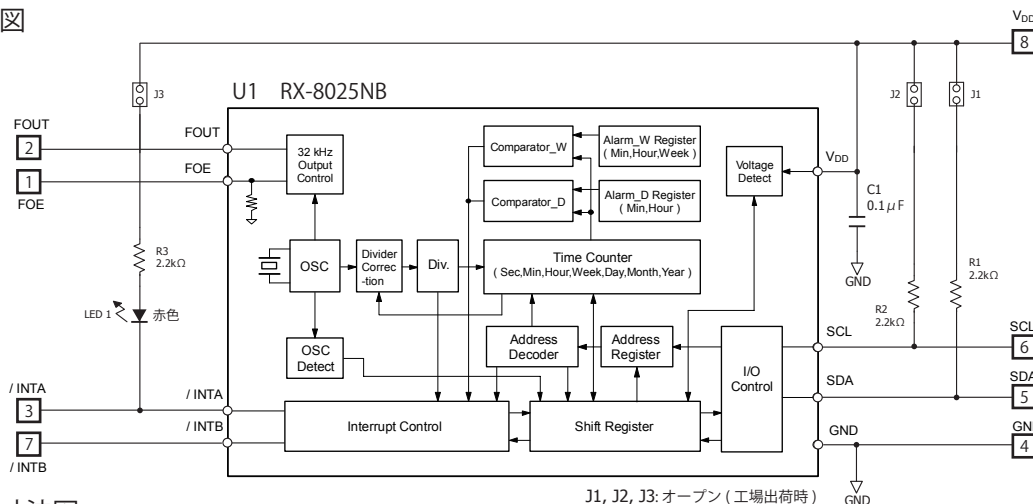 図
VDD
8
J3
J2
J1
U1 RX-8025NB
FOUT
2
FOUT
FOE
1
FOE
32 kHz
Output
Control
Comparator_W
Alarm_W Register
( Min,Hour,Week )
Comparator_D
Alarm_D Register
( Min,Hour )
Voltage
Detect
VDD
C1
0.1μF
GND
R3
2.2kΩ
OSC
Divider
Correc
-tion
Div.
Time Counter
( Sec,Min,Hour,Week,Day,Month,Year )
R1
2.2kΩ
R2
2.2kΩ
LED 1
赤色
OSC
Detect
Address
Decoder
Address
Register
I/O
Control
SCL
SCL
6
SDA
SDA
5
/ INTA
3
/ INTA
/ INTB
7
/ INTB
Interrupt Control
Shift Register
GND
4
GND
J1, J2, J3: オープン ( 工場出荷時 )